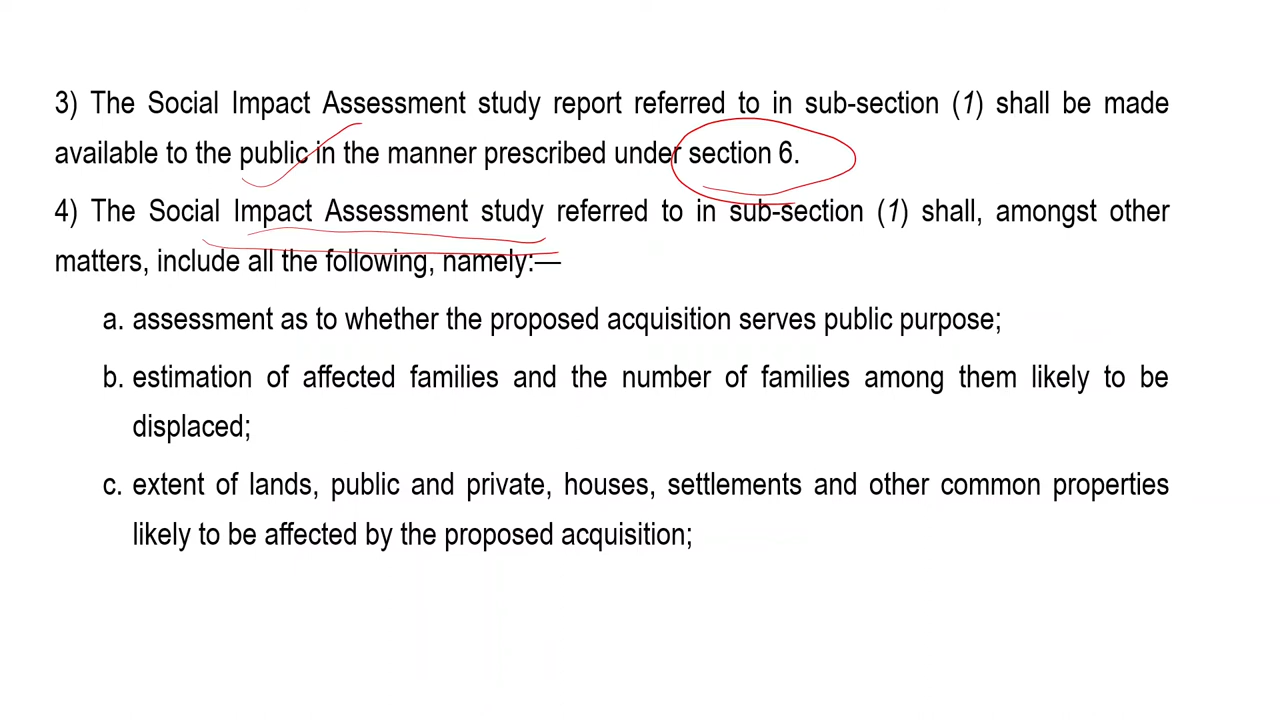 3) The Social Impact Assessment study report referred to in sub-section (1) shall be made
available to the public in the manner prescribed under section 6.
4) The Social Impact Assessment study referred to in sub-section (1) shall, amongst other
matters, include all the following, namely:—
a. assessment as to whether the proposed acquisition serves public purpose;
b. estimation of affected families and the number of families among them likely to be
displaced;
c. extent of lands, public and private, houses, settlements and other common properties
likely to be affected by the proposed acquisition;